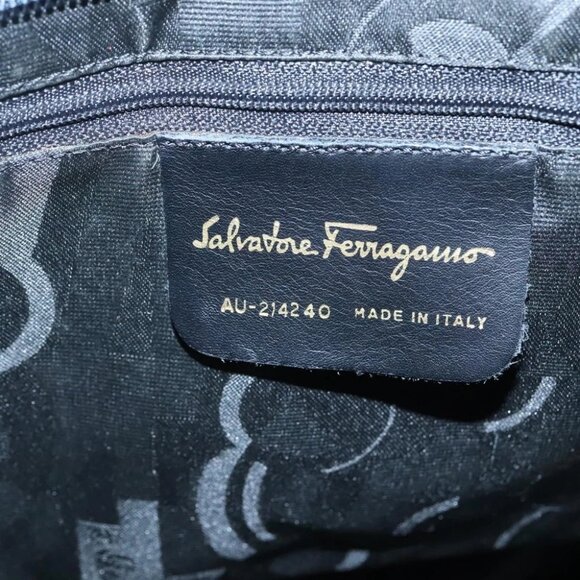 Salvatore Ferragamo
AU-214240 MADE IN ITALY